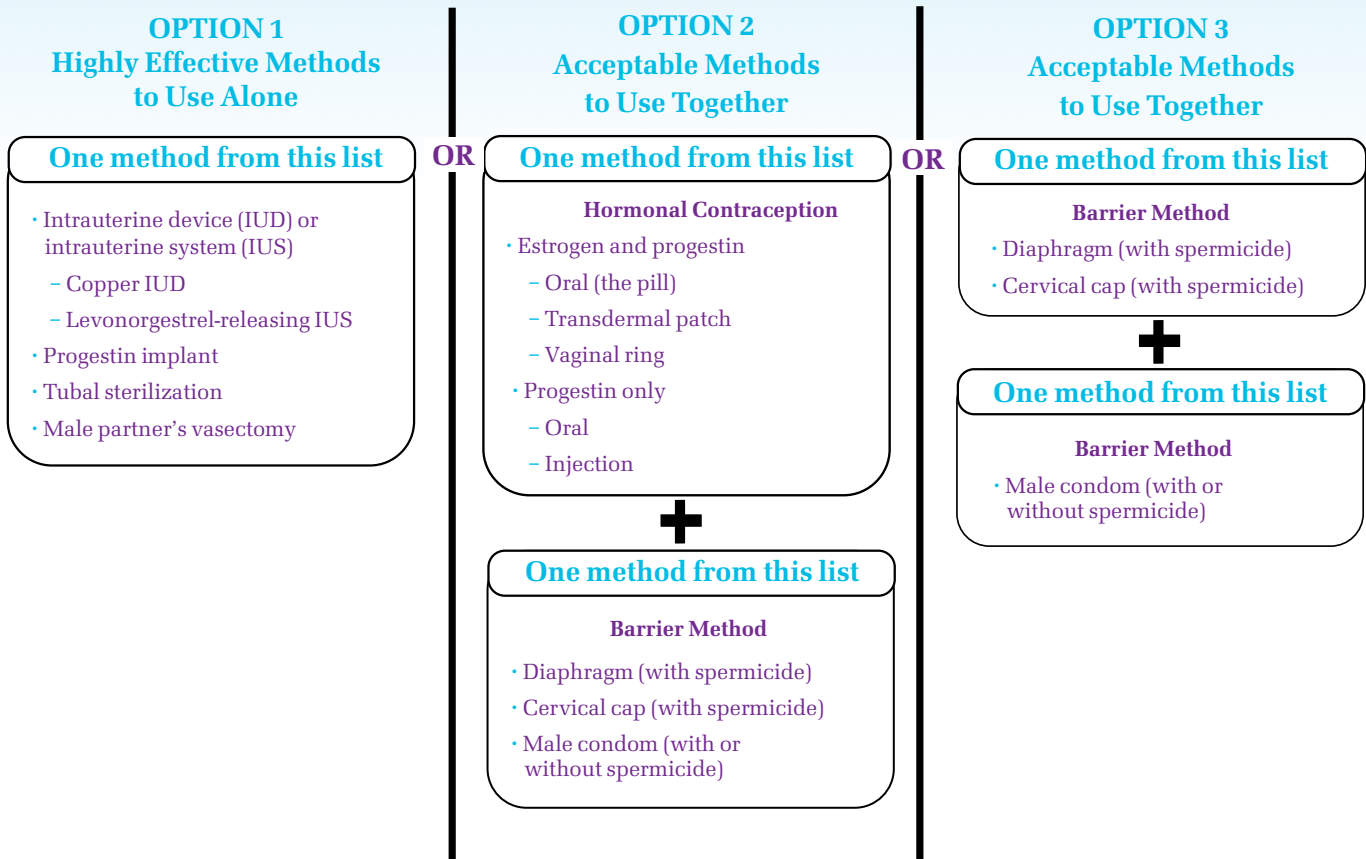 OPTION 1
Highly Effective Methods
to Use Alone
One method from this list
· Intrauterine device (IUD) or
intrauterine system (IUS)
– Copper IUD
– Levonorgestrel-releasing IUS
· Progestin implant
· Tubal sterilization
· Male partner's vasectomy
OR
OPTION 2
Acceptable Methods
to Use Together
One method from this list
Hormonal Contraception
· Estrogen and progestin
– Oral (the pill)
– Transdermal patch
– Vaginal ring
· Progestin only
– Oral
– Injection
+
One method from this list
Barrier Method
· Diaphragm (with spermicide)
· Cervical cap (with spermicide)
· Male condom (with or
without spermicide)
OR
OPTION 3
Acceptable Methods
to Use Together
One method from this list
Barrier Method
· Diaphragm (with spermicide)
· Cervical cap (with spermicide)
+
One method from this list
Barrier Method
· Male condom (with or
without spermicide)